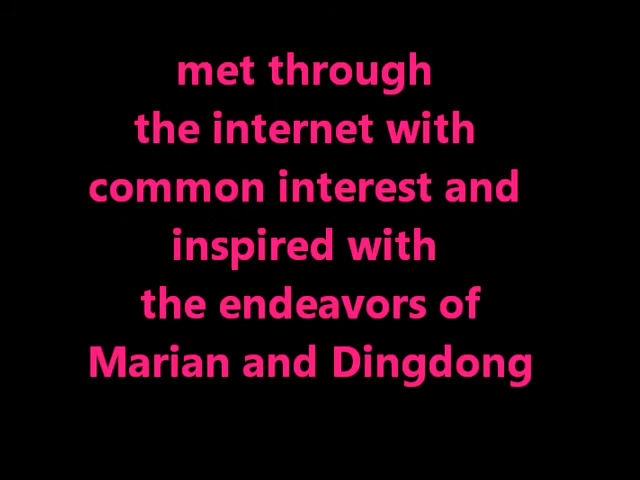 met through
the internet with
common interest and
inspired with
the endeavors of
Marian and Dingdong